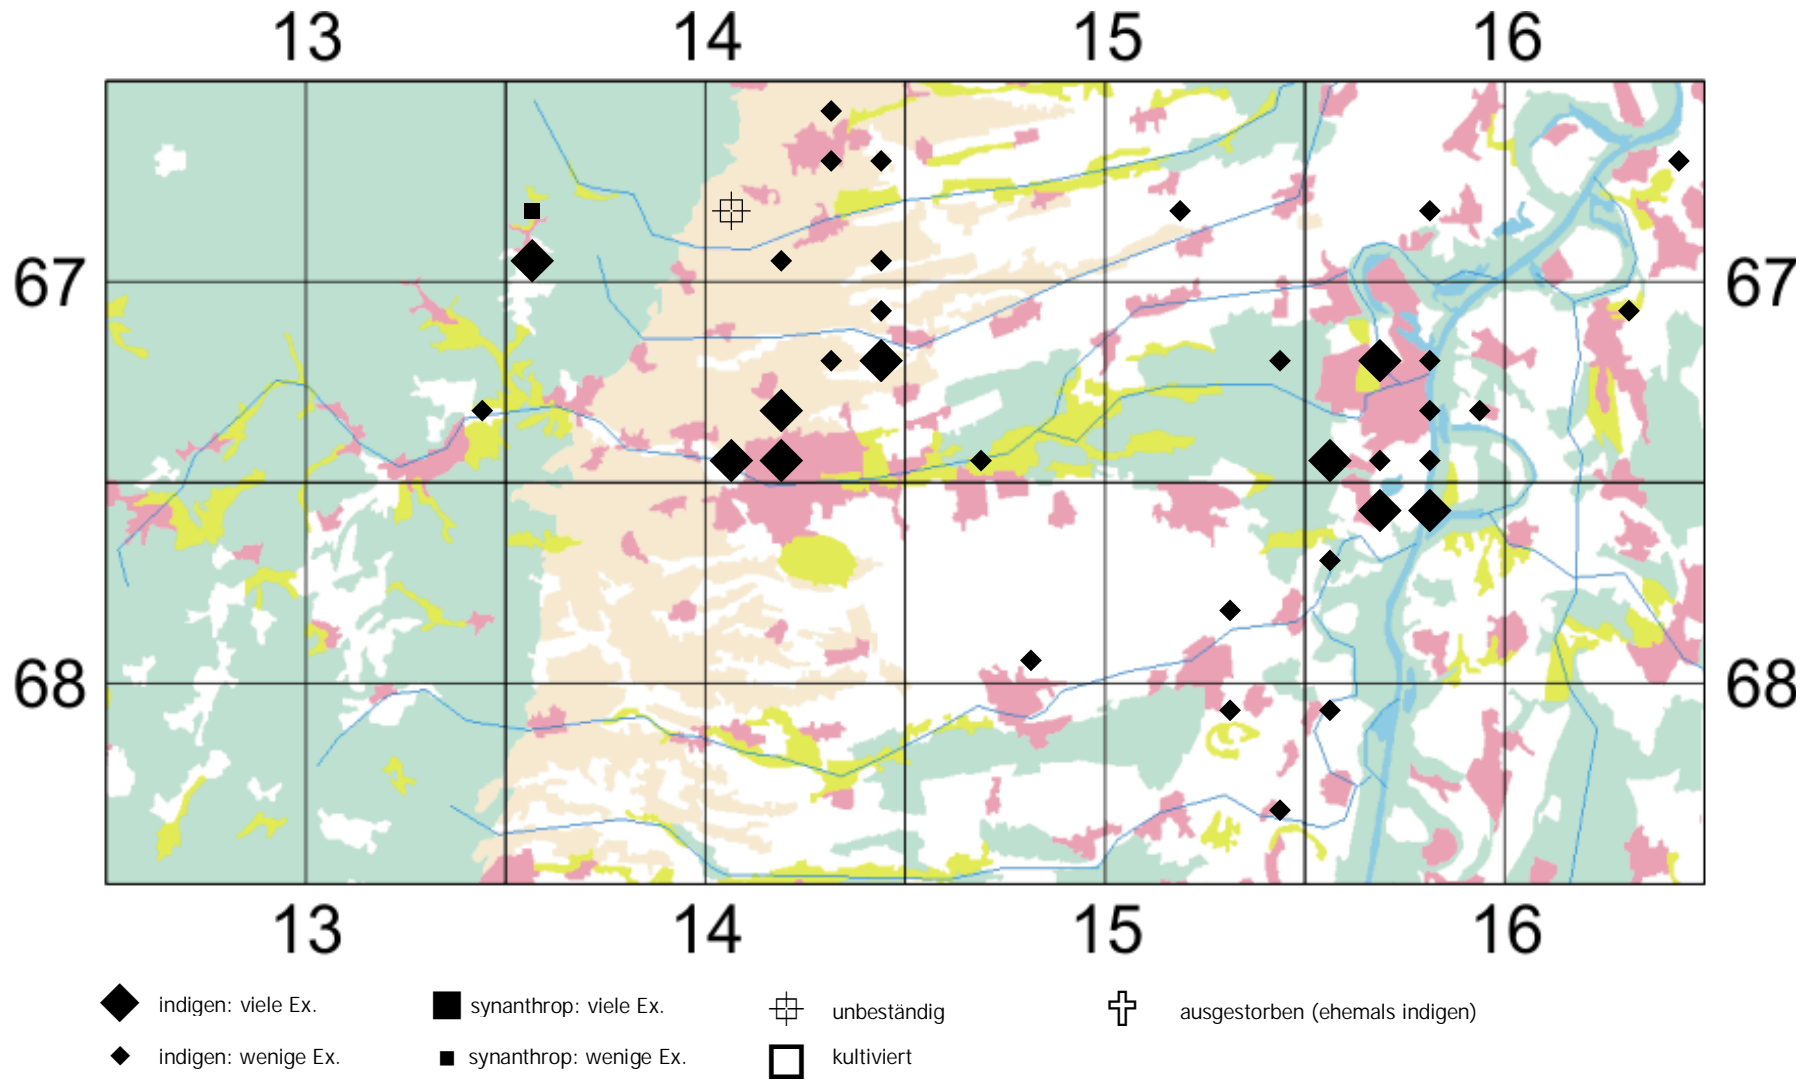 13 14 15 16
67 67
68 68
13 14 15 16
indigen: viele Ex. synanthrop: viele Ex. unbeständig ausgestorben (ehemals indigen)
indigen: wenige Ex. synanthrop: wenige Ex. kultiviert